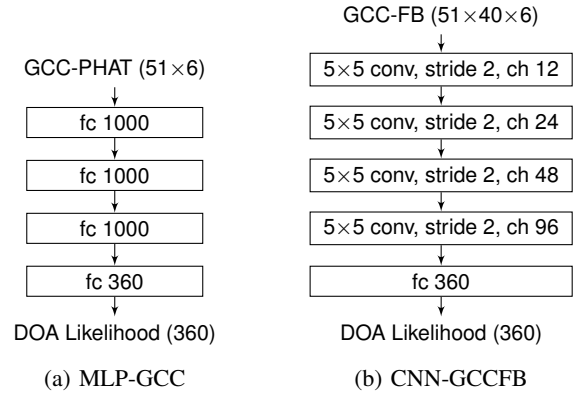 GCC-PHAT (51×6)
fc 1000
fc 1000
fc 1000
fc 360
DOA Likelihood (360)
(a) MLP-GCC
GCC-FB (51×40×6)
5×5 conv, stride 2, ch 12
5×5 conv, stride 2, ch 24
5×5 conv, stride 2, ch 48
5×5 conv, stride 2, ch 96
fc 360
DOA Likelihood (360)
(b) CNN-GCCFB